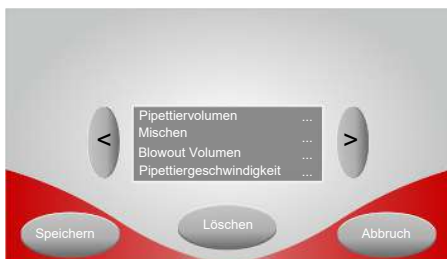 Pipettiervolumen ...
Mischen ...
< >
Blowout Volumen ...
Pipettiergeschwindigkeit ...
Speichern Löschen Abbruch